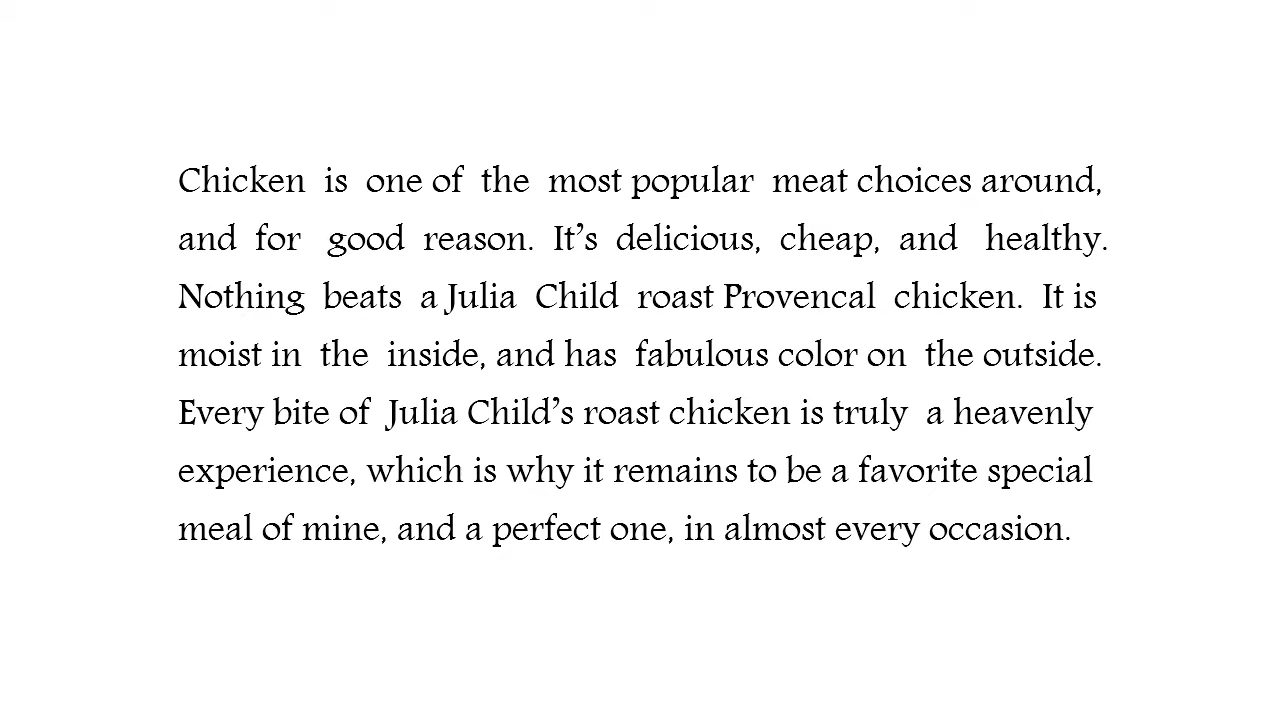 Chicken is one of the most popular meat choices around,
and for good reason. It’s delicious, cheap, and healthy.
Nothing beats a Julia Child roast Provencal chicken. It is
moist in the inside, and has fabulous color on the outside.
Every bite of Julia Child’s roast chicken is truly a heavenly
experience, which is why it remains to be a favorite special
meal of mine, and a perfect one, in almost every occasion.